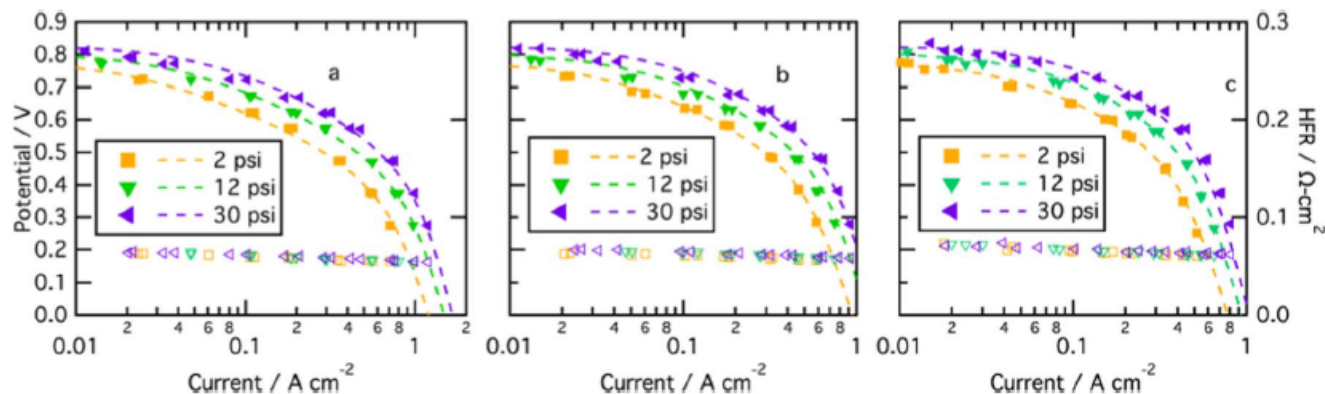 Potential / V
0.9
0.8
0.7
0.6
0.5
0.4
0.3
0.2
0.1
0.0
a
2 psi
12 psi
30 psi
2 4 6 8 2 4 6 8 2
0.01 0.1 1
Current / A cm-2
b
2 psi
12 psi
30 psi
2 4 6 8 2 4 6 8
0.01 0.1 1
Current / A cm-2
c
2 psi
12 psi
30 psi
2 4 6 8 2 4 6 8
0.01 0.1 1
Current / A cm-2
0.3
0.2
0.1
0.0
HFR / Ω-cm2